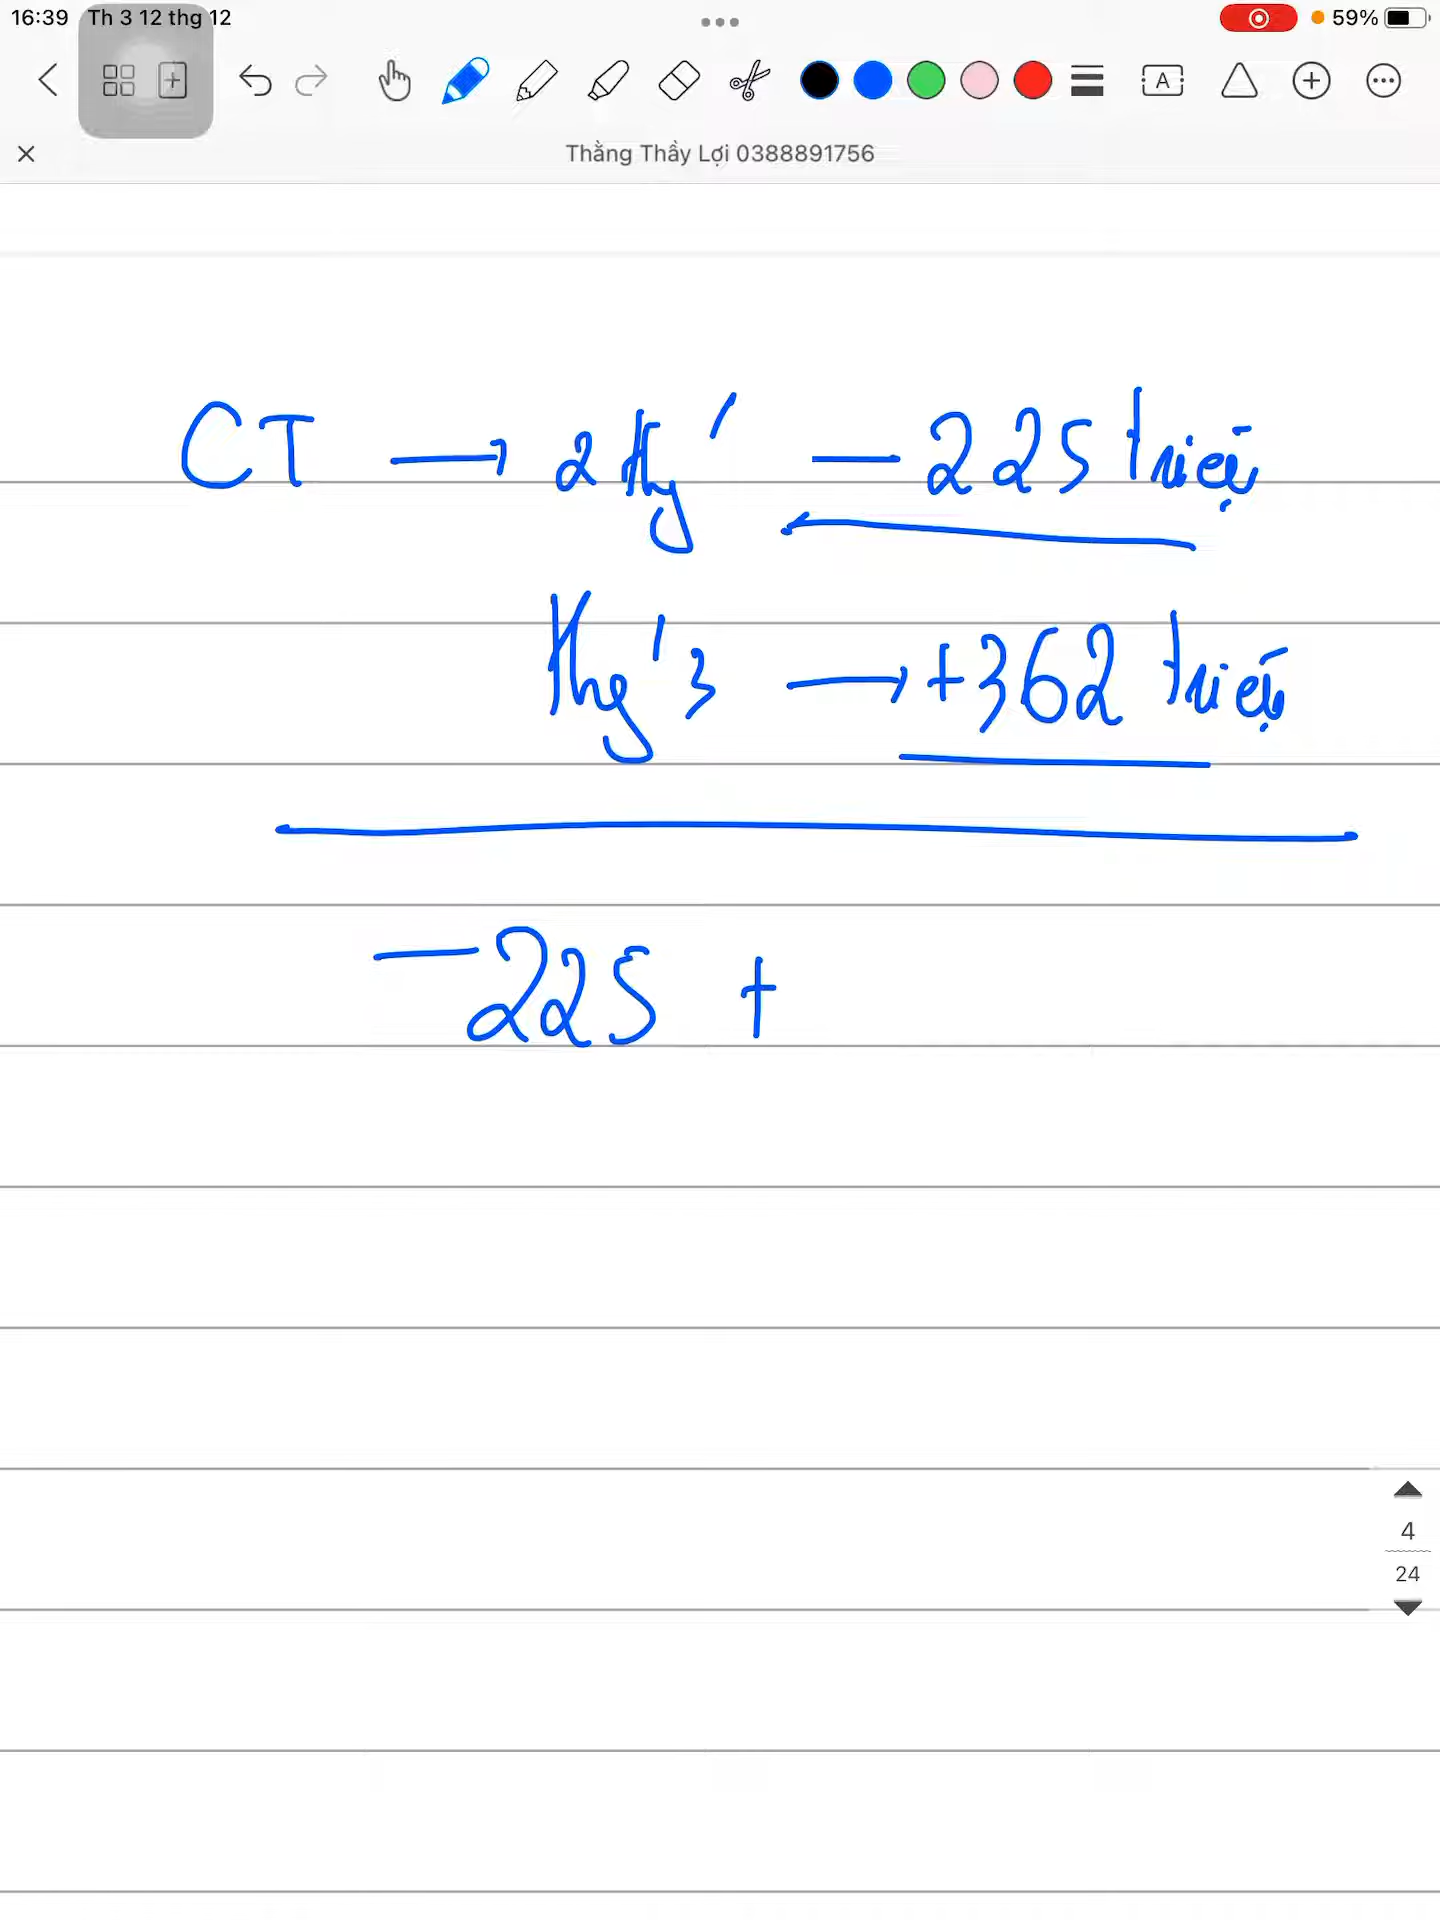 16:39 Th 3 12 thg 12 59%
A
Thằng Thầy Lợi 0388891756
CT → 2 thg' — 225 triệu
thg' 3 → +362 triệu
-225 +
4
24